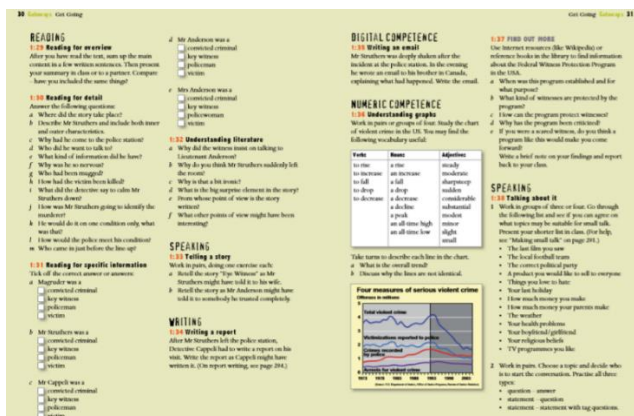 30 Gateways Get Going
READING
1:29 Reading for overview
After you have read the text, sum up the main
content in a few written sentences. Then present
your summary in class or to a partner. Compare
- have you included the same things?
1:30 Reading for detail
Answer the following questions:
a Where did the story take place?
b Describe Mr Struthers and include both inner
and outer characteristics.
c Why had he come to the police station?
d Who did he want to talk to?
e What kind of information did he have?
f Why was he so nervous?
g Who had been mugged?
h How had the victim been killed?
i What did the detective say to calm Mr
Struthers down?
j How was Mr Struthers going to identify the
murderer?
k He would do it on one condition only, what
was that?
l How would the police meet his condition?
m Who came in just before the line up?
1:31 Reading for specific information
Tick off the correct answer or answers:
a Magruder was a
convicted criminal
key witness
policeman
victim
b Mr Struthers was a
convicted criminal
key witness
policeman
victim
c Mr Cappeli was a
convicted criminal
key witness
policeman
victim
d Mr Anderson was a
convicted criminal
key witness
policeman
victim
e Mrs Anderson was a
convicted criminal
key witness
policewoman
victim
1:32 Understanding literature
a Why did the witness insist on talking to
Lieutenant Anderson?
b Why do you think Mr Struthers suddenly left
the room?
c Why is that a bit ironic?
d What is the big surprise element in the story?
e From whose point of view is the story
written?
f What other points of view might have been
interesting?
SPEAKING
1:33 Telling a story
Work in pairs, doing one exercise each:
a Retell the story "Eye Witness" as Mr
Struthers might have told it to his wife.
b Retell the story as Mr Anderson might have
told it to somebody he trusted completely.
WRITING
1:34 Writing a report
After Mr Struthers left the police station,
Detective Cappeli had to write a report on his
visit. Write the report as Cappeli might have
written it. (On report writing, see page 294.)
Get Going Gateways 31
DIGITAL COMPETENCE
1:35 Writing an email
Mr Struthers was deeply shaken after the
incident at the police station. In the evening
he wrote an email to his brother in Canada,
explaining what had happened. Write the email.
NUMERIC COMPETENCE
1:36 Understanding graphs
Work in pairs or groups of four. Study the chart
of violent crime in the US. You may find the
following vocabulary useful:
Verbs Nouns Adjectives
to rise a rise steady
to increase an increase moderate
to fall a fall sharp/steep
to drop a drop sudden
to decrease a decrease considerable
a decline substantial
a peak modest
an all-time high minor
an all-time low slight
small
Take turns to describe each line in the chart.
a What is the overall trend?
b Discuss why the lines are not identical.
Four measures of serious violent crime
Offenses in millions
Total violent crime
Victimizations reported to police
Crimes recorded
by police
Arrests for violent crime
1:37 FIND OUT MORE
Use Internet resources (like Wikipedia) or
reference books in the library to find information
about the Federal Witness Protection Program
in the USA.
a When was this program established and for
what purpose?
b What kind of witnesses are protected by the
program?
c How can the program protect witnesses?
d Why has the program been criticized?
e If you were a scared witness, do you think a
program like this would make you come
forward?
Write a brief note on your findings and report
back to your class.
SPEAKING
1:38 Talking about it
1 Work in groups of three or four. Go through
the following list and see if you can agree on
what topics may be suitable for small talk.
Present your shorter list in class. (For help,
see "Making small talk" on page 201.)
• The last film you saw
• The local football team
• The correct political party
• A product you would like to sell to everyone
• Things you love to hate
• Your last holiday
• How much money you make
• How much money your parents make
• The weather
• Your health problems
• Your boyfriend/girlfriend
• Your religious beliefs
• TV programmes you like
2 Work in pairs. Choose a topic and decide who
is to start the conversation. Practise all three
types:
• question - answer
• statement - question
• statement - statement with tag questions.